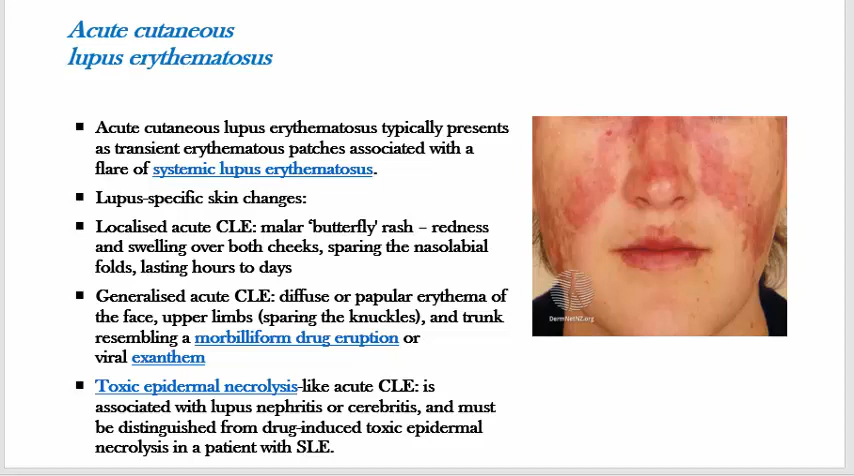 Acute cutaneous
lupus erythematosus
▪ Acute cutaneous lupus erythematosus typically presents
as transient erythematous patches associated with a
flare of systemic lupus erythematosus.
▪ Lupus-specific skin changes:
▪ Localised acute CLE: malar ‘butterfly’ rash – redness
and swelling over both cheeks, sparing the nasolabial
folds, lasting hours to days
▪ Generalised acute CLE: diffuse or papular erythema of
the face, upper limbs (sparing the knuckles), and trunk
resembling a morbilliform drug eruption or
viral exanthem
▪ Toxic epidermal necrolysis-like acute CLE: is
associated with lupus nephritis or cerebritis, and must
be distinguished from drug-induced toxic epidermal
necrolysis in a patient with SLE.
DermNetNZ.org